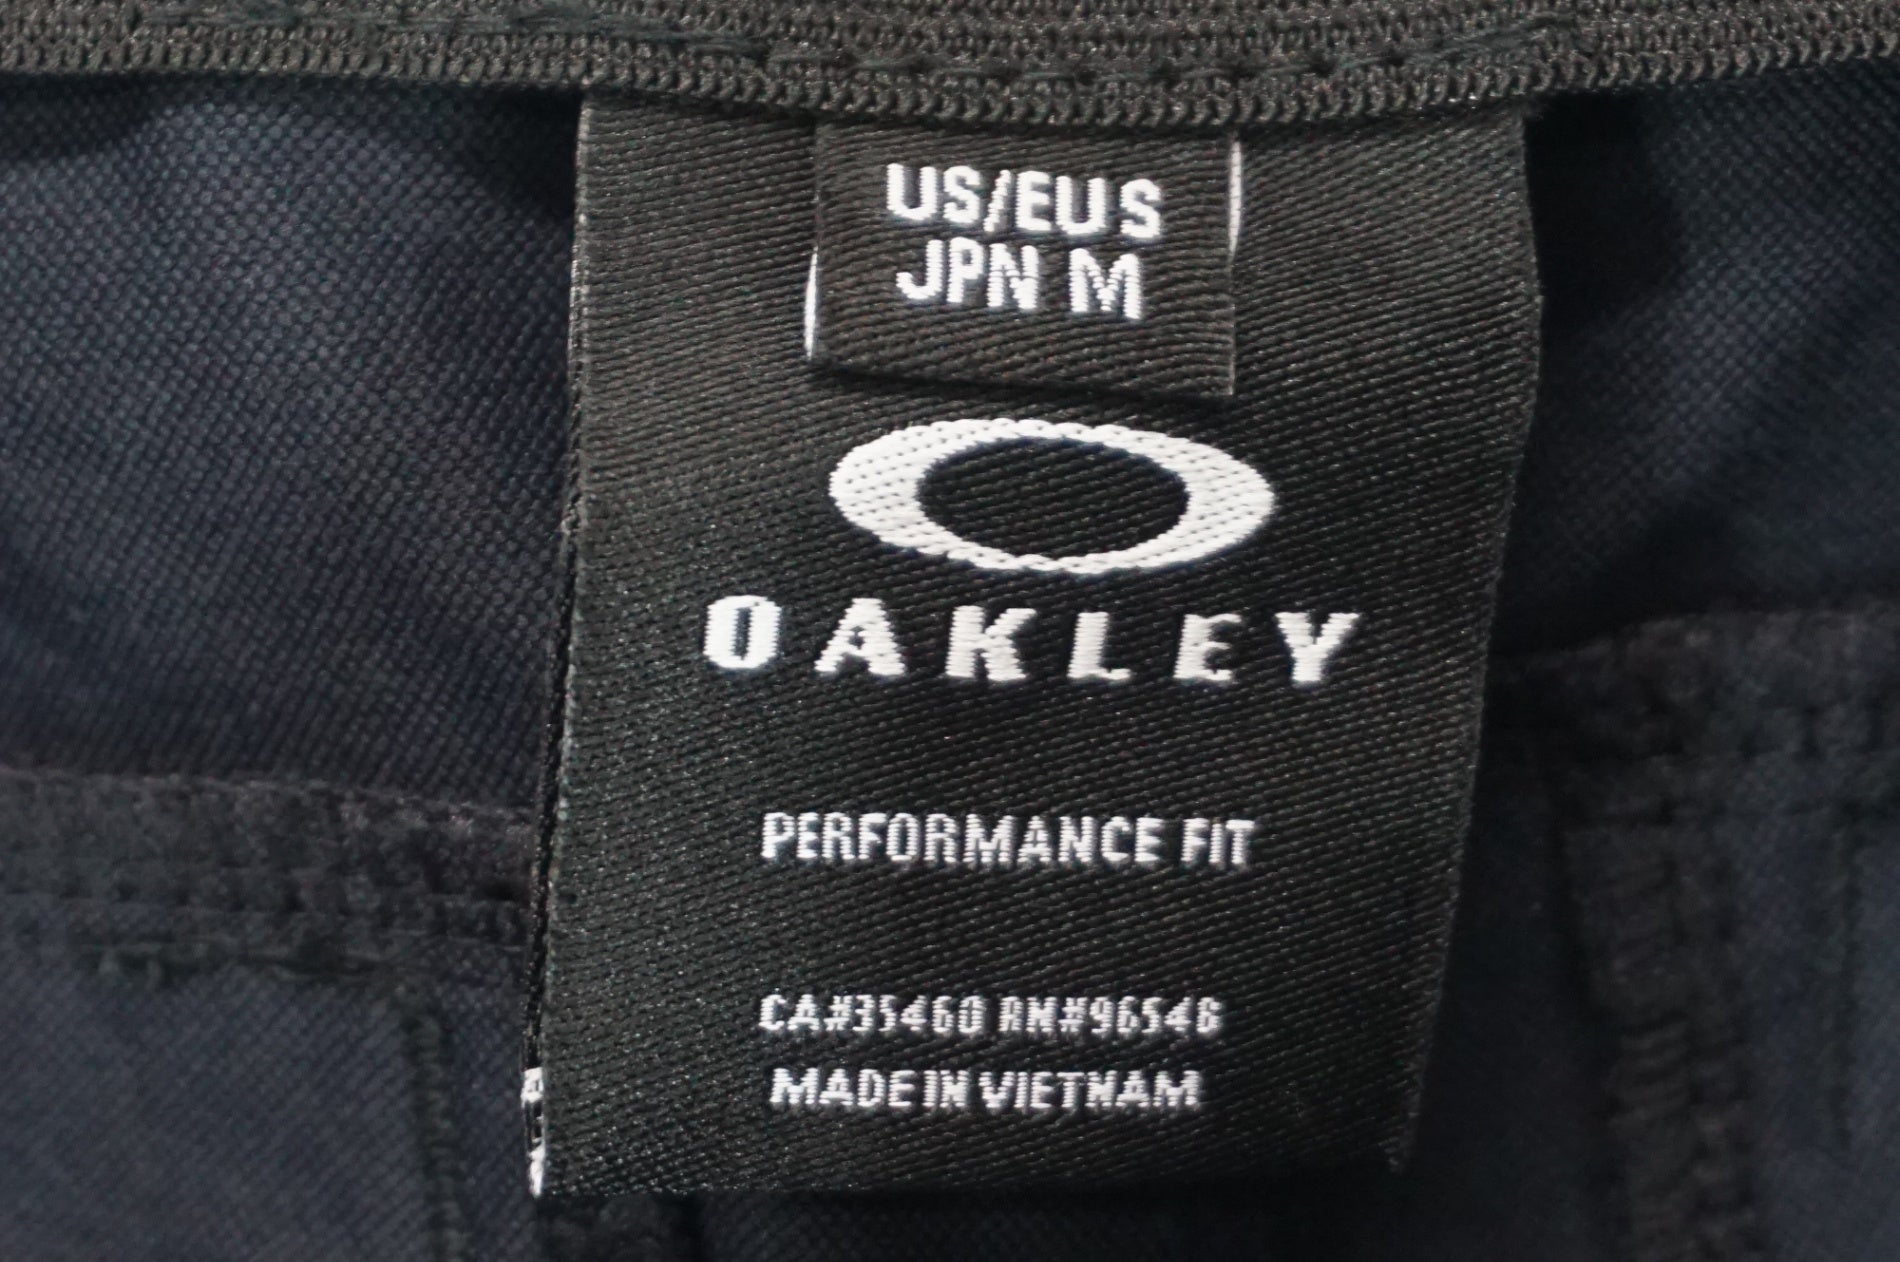 US/EU S
JPN M
OAKLEY
PERFORMANCE FIT
CA#35460 RN#96548
MADE IN VIETNAM